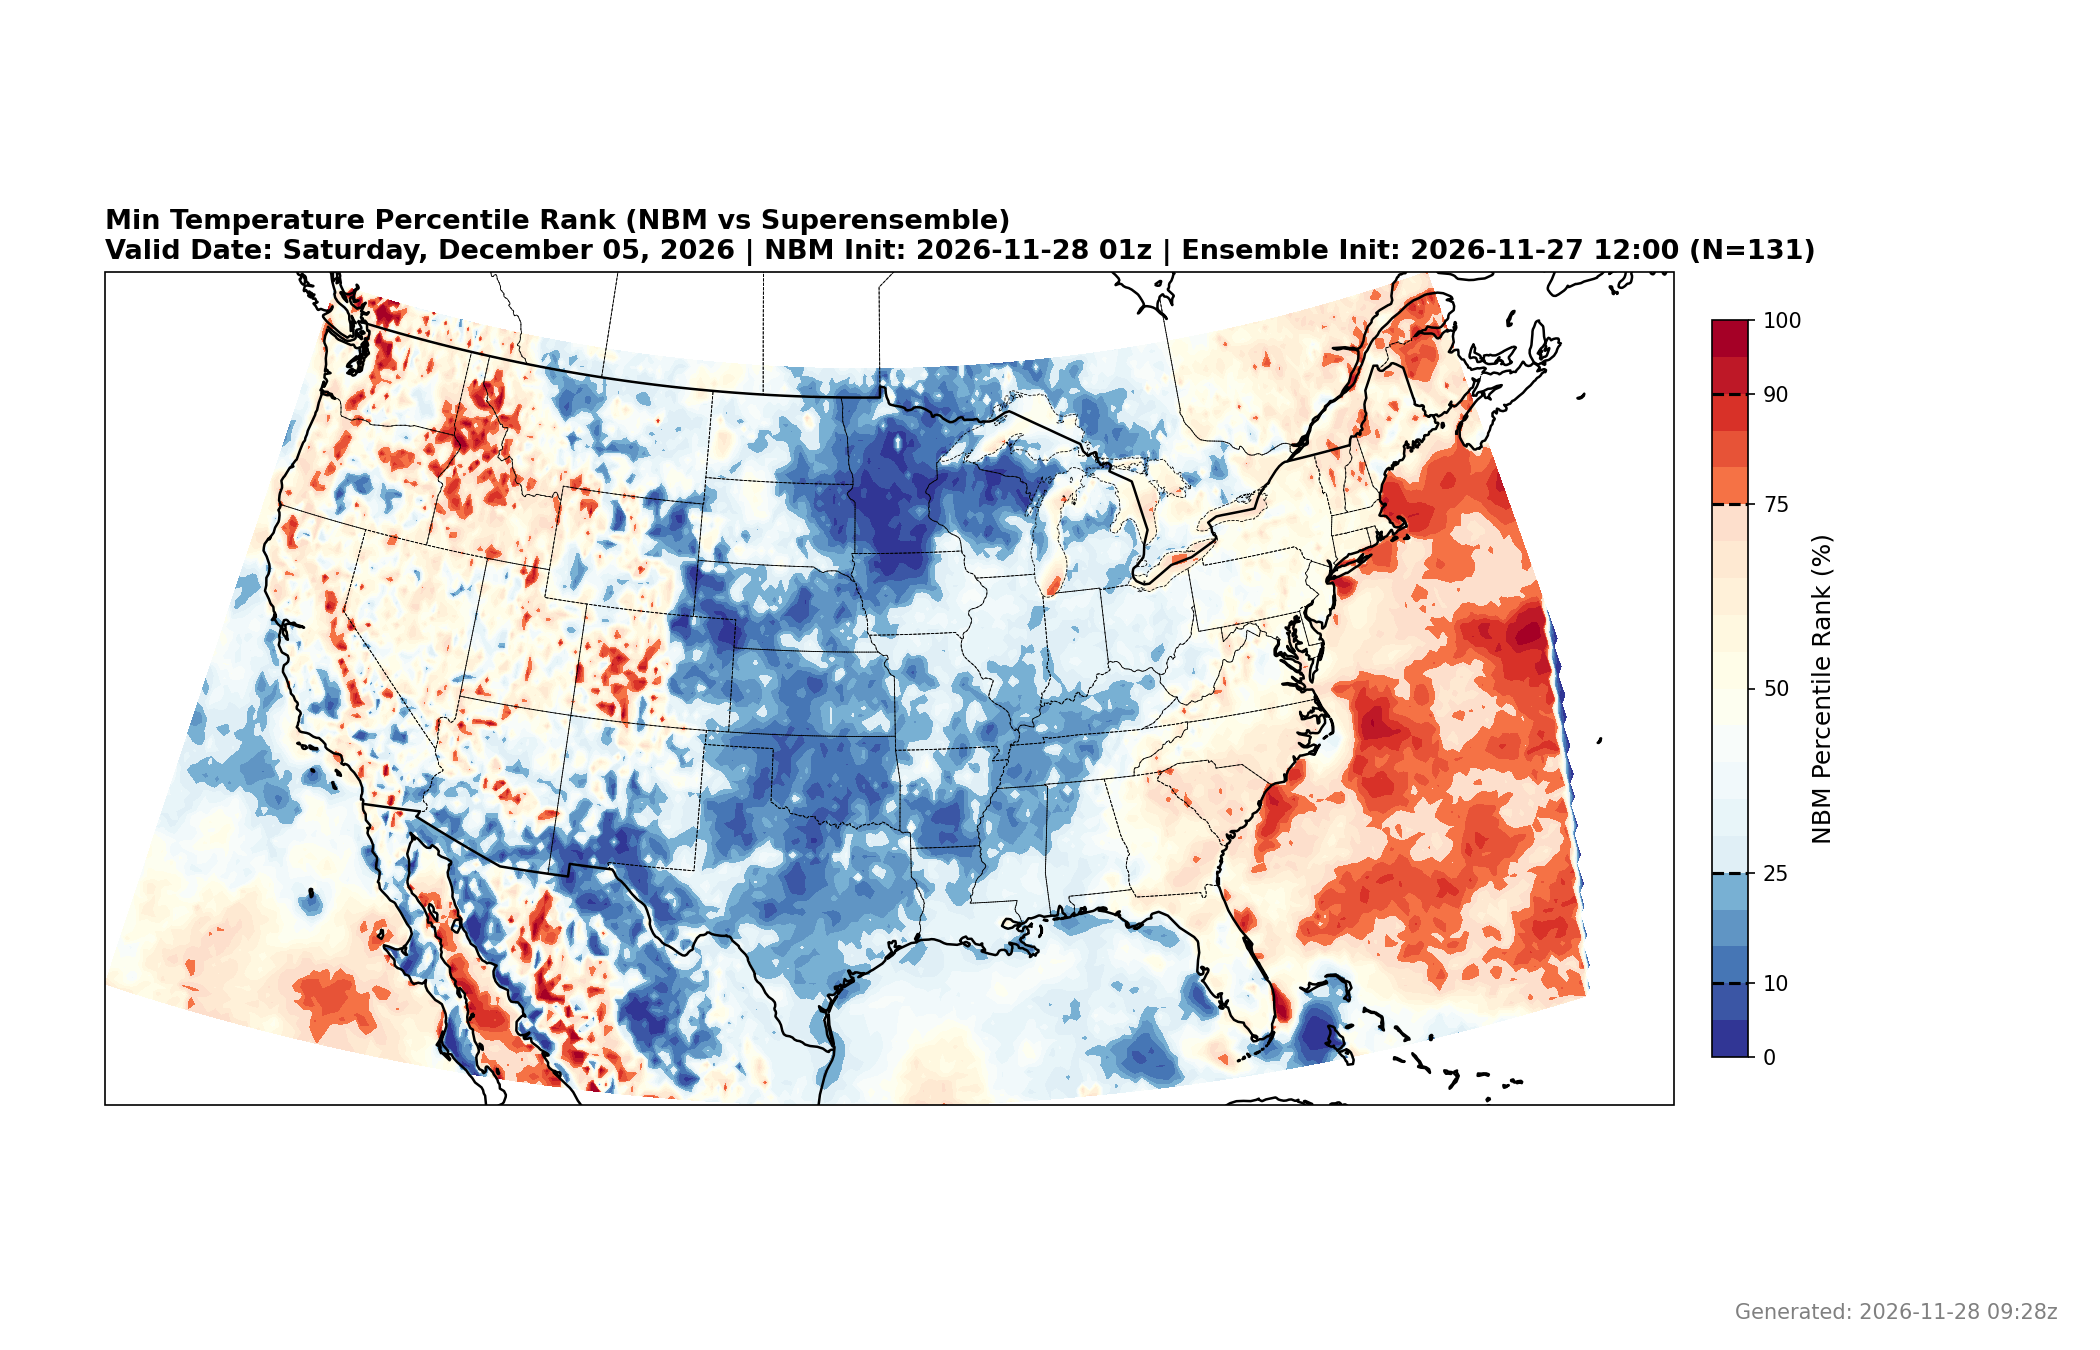 Min Temperature Percentile Rank (NBM vs Superensemble)
Valid Date: Saturday, December 05, 2026 | NBM Init: 2026-11-28 01z | Ensemble Init: 2026-11-27 12:00 (N=131)
100
90
75
50
25
10
0
NBM Percentile Rank (%)
Generated: 2026-11-28 09:28z